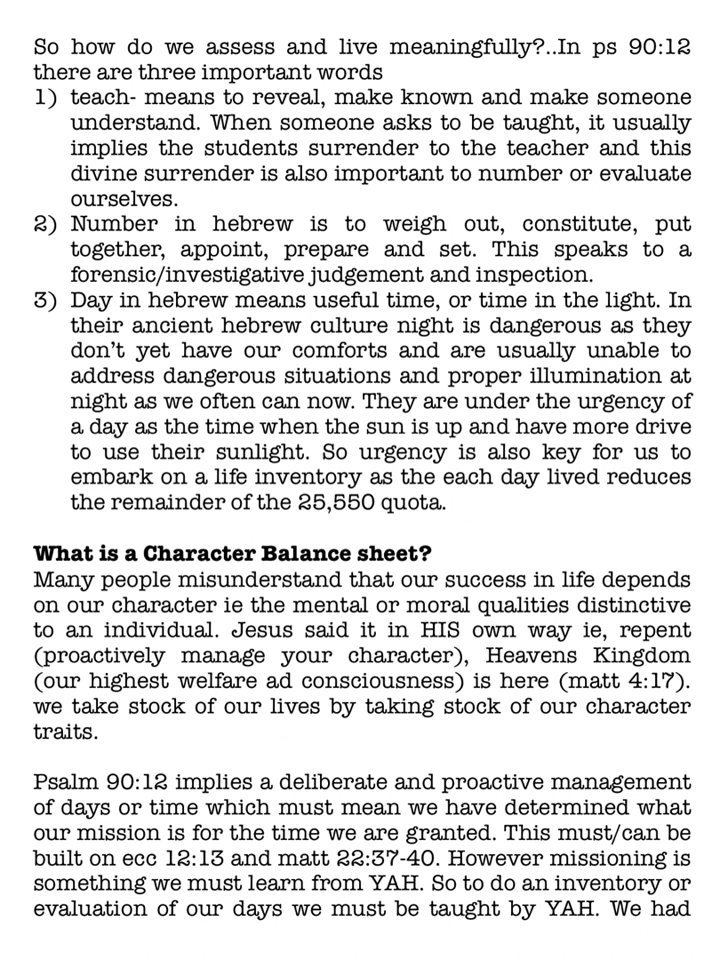 So how do we assess and live meaningfully?..In ps 90:12
there are three important words
1) teach- means to reveal, make known and make someone
understand. When someone asks to be taught, it usually
implies the students surrender to the teacher and this
divine surrender is also important to number or evaluate
ourselves.
2) Number in hebrew is to weigh out, constitute, put
together, appoint, prepare and set. This speaks to a
forensic/investigative judgement and inspection.
3) Day in hebrew means useful time, or time in the light. In
their ancient hebrew culture night is dangerous as they
don't yet have our comforts and are usually unable to
address dangerous situations and proper illumination at
night as we often can now. They are under the urgency of
a day as the time when the sun is up and have more drive
to use their sunlight. So urgency is also key for us to
embark on a life inventory as the each day lived reduces
the remainder of the 25,550 quota.
What is a Character Balance sheet?
Many people misunderstand that our success in life depends
on our character ie the mental or moral qualities distinctive
to an individual. Jesus said it in HIS own way ie, repent
(proactively manage your character), Heavens Kingdom
(our highest welfare ad consciousness) is here (matt 4:17).
we take stock of our lives by taking stock of our character
traits.
Psalm 90:12 implies a deliberate and proactive management
of days or time which must mean we have determined what
our mission is for the time we are granted. This must/can be
built on ecc 12:13 and matt 22:37-40. However missioning is
something we must learn from YAH. So to do an inventory or
evaluation of our days we must be taught by YAH. We had